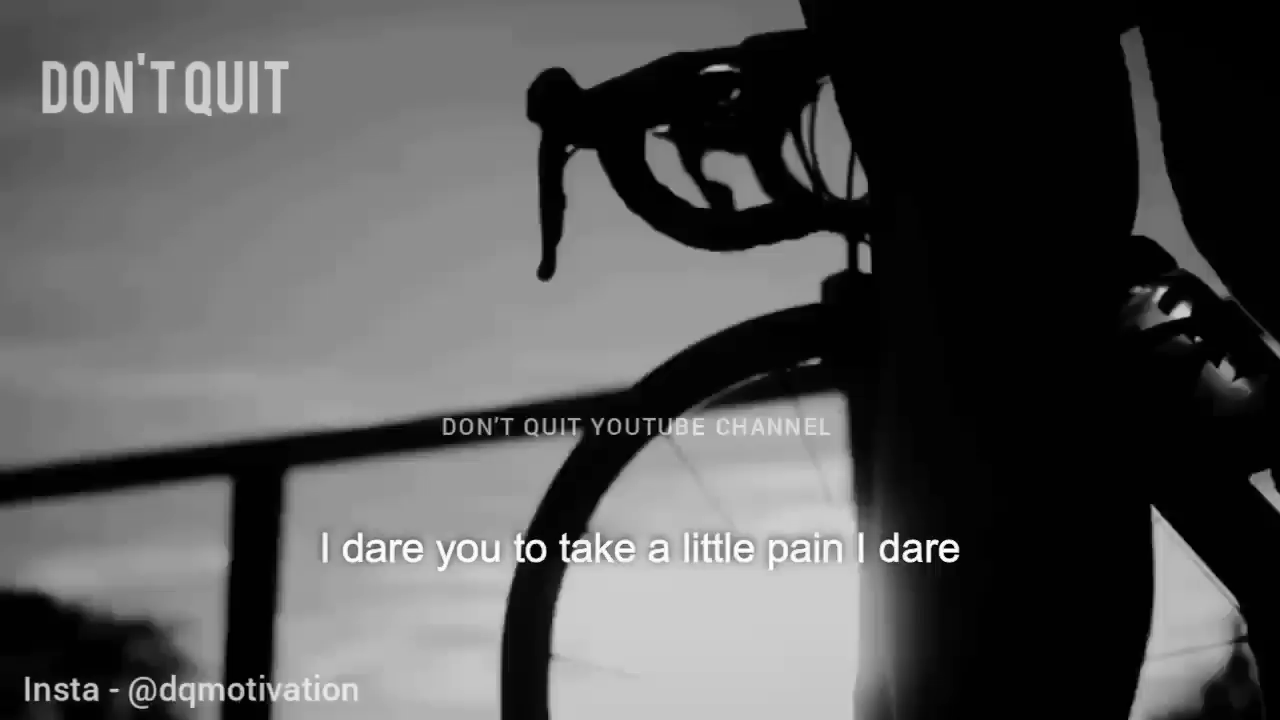 DON'T QUIT
DON'T QUIT YOUTUBE CHANNEL
I dare you to take a little pain I dare
Insta - @dqmotivation